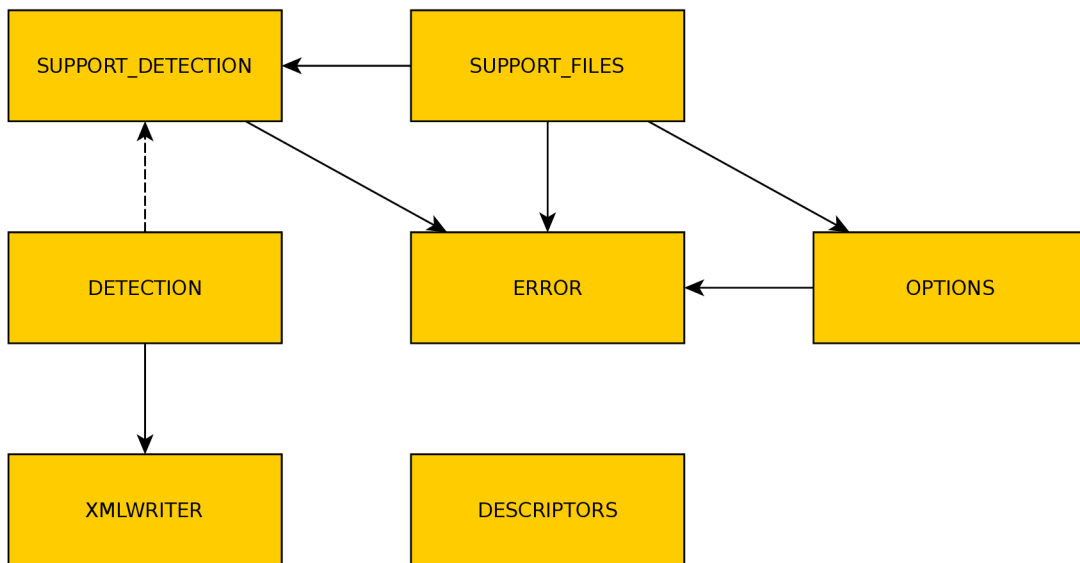 SUPPORT_DETECTION
SUPPORT_FILES
DETECTION
ERROR
OPTIONS
XMLWRITER
DESCRIPTORS